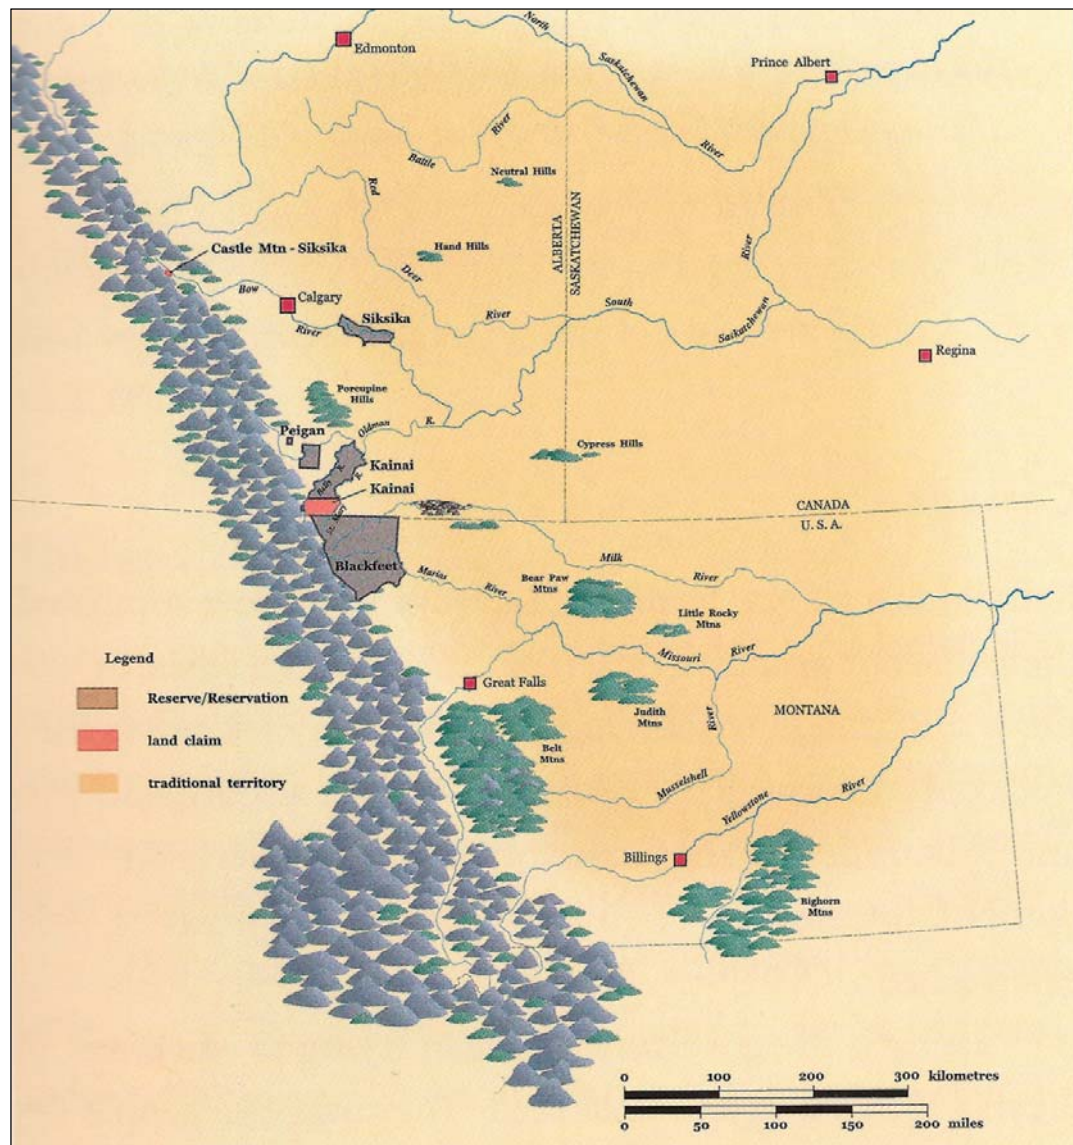 North
Saskatchewan
River
Edmonton
Prince Albert
River
Battle
Neutral Hills
Red
Deer
River
Hand Hills
ALBERTA
SASKATCHEWAN
River
Castle Mtn - Siksika
Bow
River
Calgary
Siksika
South
Saskatchewan
Regina
Porcupine
Hills
Peigan
Oldman
R.
Cypress Hills
Kainai
Belly
R.
R.
Kainai
St. Mary
CANADA
U. S. A.
Blackfeet
Milk
River
Marias
River
Bear Paw
Mtns
Little Rocky
Mtns
Missouri
River
Great Falls
Judith
Mtns
River
MONTANA
Belt
Mtns
Musselshell
Yellowstone
River
Billings
Bighorn
Mtns
Legend
Reserve/Reservation
land claim
traditional territory
0 100 200 300 kilometres
0 50 100 150 200 miles